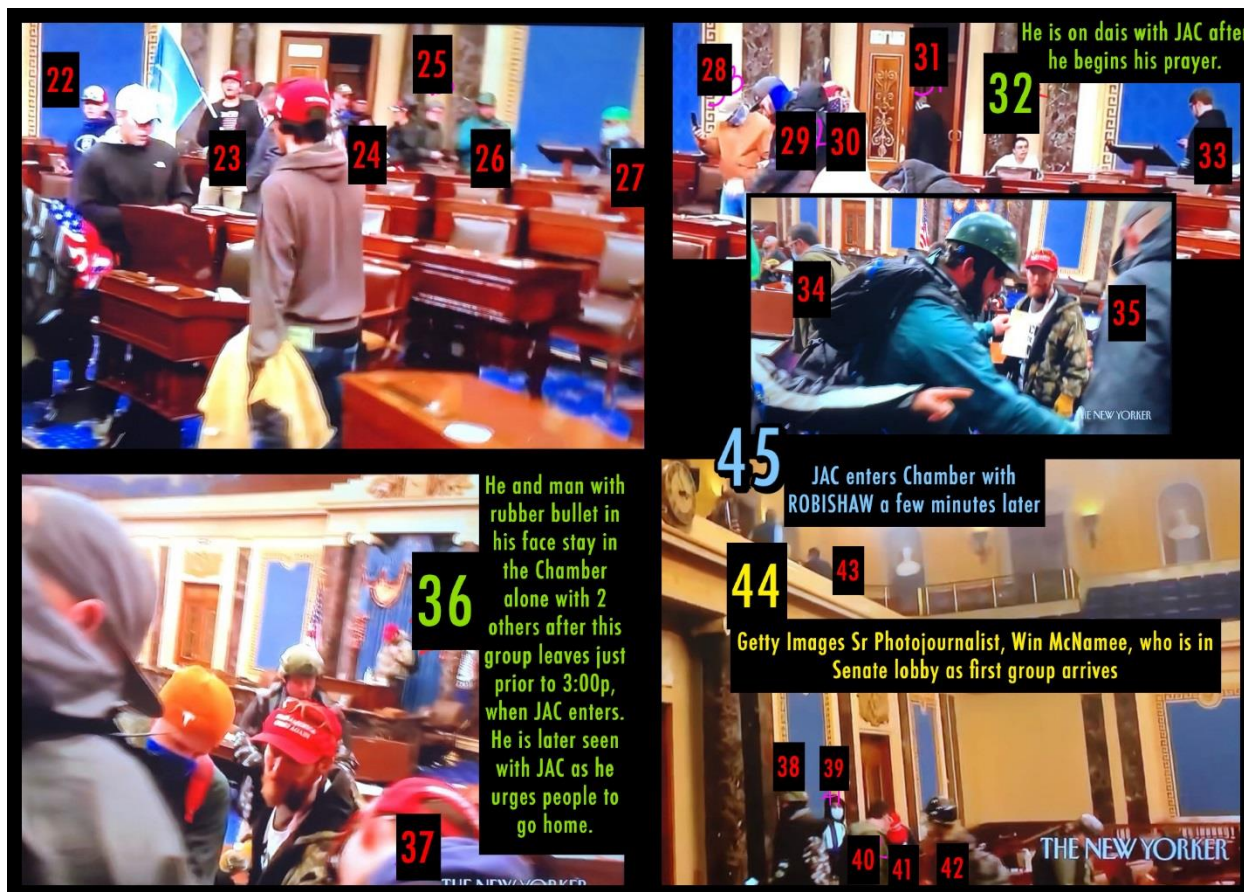 22
23
24
25
26
27
28
29
30
31
32
He is on dais with JAC after
he begins his prayer.
33
34
35
THE NEW YORKER
36
He and man with
rubber bullet in
his face stay in
the Chamber
alone with 2
others after this
group leaves just
prior to 3:00p,
when JAC enters.
He is later seen
with JAC as he
urges people to
go home.
37
THE NEW YORKER
45
JAC enters Chamber with
ROBISHAW a few minutes later
43
44
Getty Images Sr Photojournalist, Win McNamee, who is in
Senate lobby as first group arrives
38
39
40
41
42
THE NEW YORKER